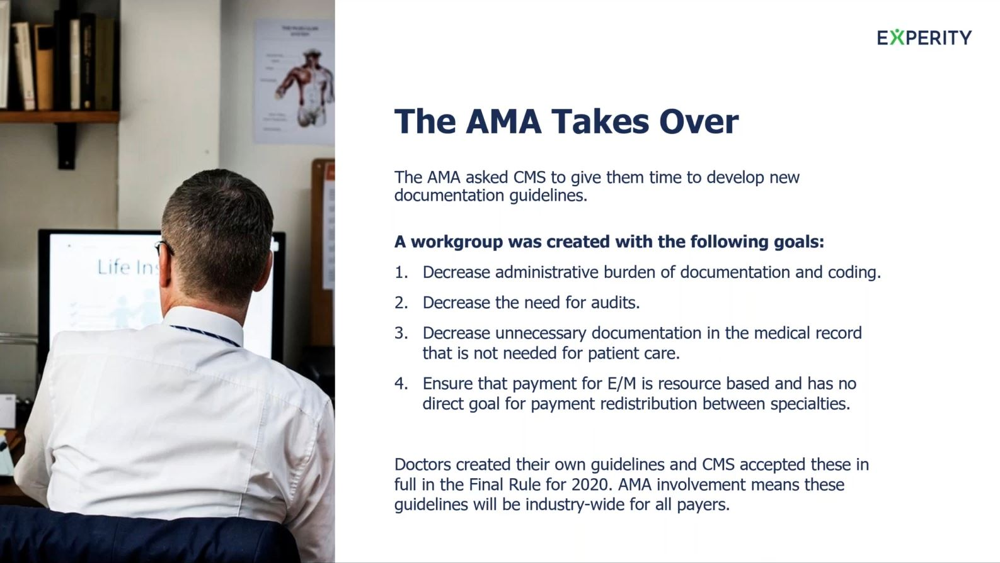 EXPERITY
THE MUSCULAR
SYSTEM
Life Ins
The AMA Takes Over
The AMA asked CMS to give them time to develop new
documentation guidelines.
A workgroup was created with the following goals:
1. Decrease administrative burden of documentation and coding.
2. Decrease the need for audits.
3. Decrease unnecessary documentation in the medical record
that is not needed for patient care.
4. Ensure that payment for E/M is resource based and has no
direct goal for payment redistribution between specialties.
Doctors created their own guidelines and CMS accepted these in
full in the Final Rule for 2020. AMA involvement means these
guidelines will be industry-wide for all payers.